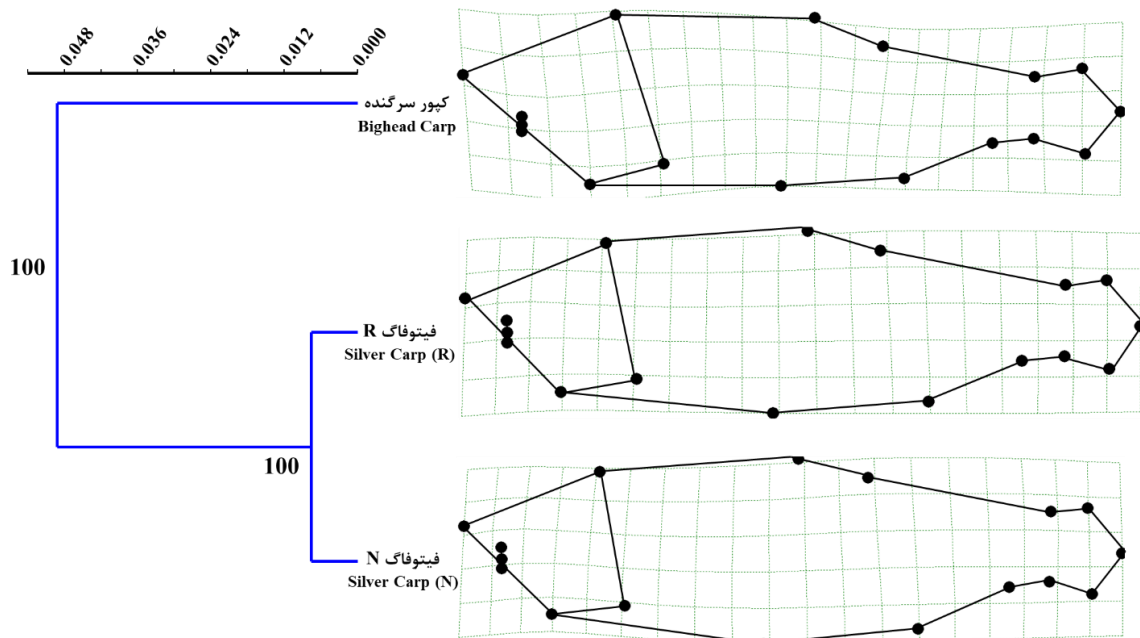 0.048
0.036
0.024
0.012
0.000
کپور سرگنده
Bighead Carp
100
فیتوفاگ R
Silver Carp (R)
100
فیتوفاگ N
Silver Carp (N)